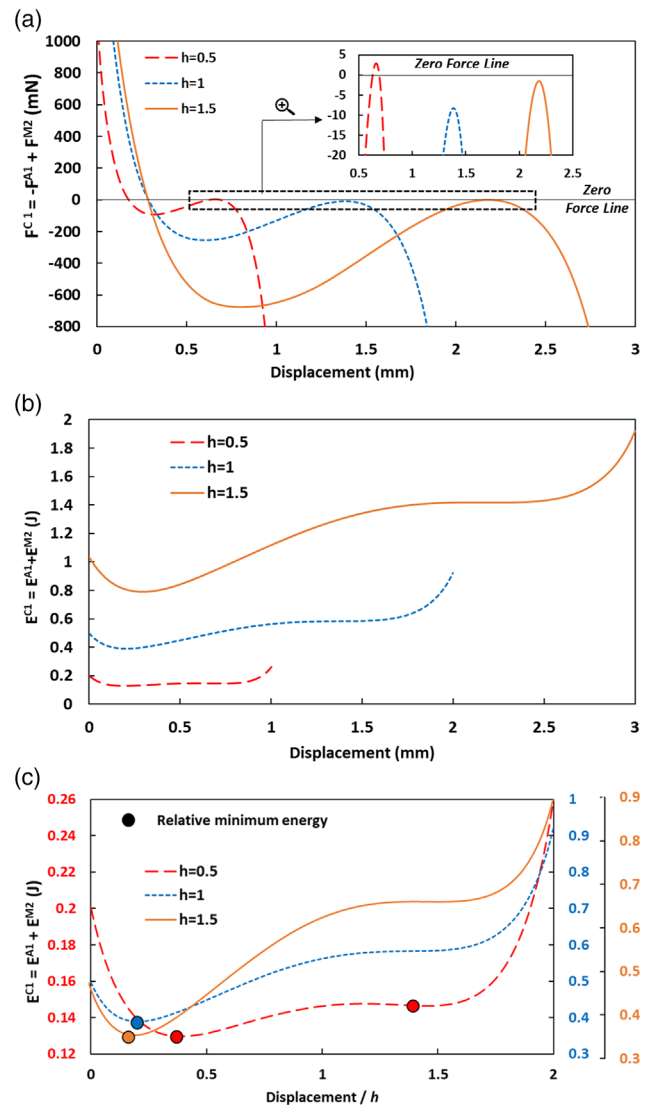 (a)
1000
800
600
400
200
0
-200
-400
-600
-800
F^C 1 = -F^A1 + F^M2 (mN)
h=0.5
h=1
h=1.5
5
0
-5
-10
-15
-20
Zero Force Line
0.5 1 1.5 2 2.5
Zero
Force Line
0 0.5 1 1.5 2 2.5 3
Displacement (mm)
(b)
2
1.8
1.6
1.4
1.2
1
0.8
0.6
0.4
0.2
0
E^C1 = E^A1+E^M2 (J)
h=0.5
h=1
h=1.5
0 0.5 1 1.5 2 2.5 3
Displacement (mm)
(c)
0.26
0.24
0.22
0.2
0.18
0.16
0.14
0.12
E^C1 = E^A1 + E^M2 (J)
Relative minimum energy
h=0.5
h=1
h=1.5
1
0.9
0.8
0.7
0.6
0.5
0.4
0.3
0.9
0.8
0.7
0.6
0.5
0.4
0.3
0 0.5 1 1.5 2
Displacement / h